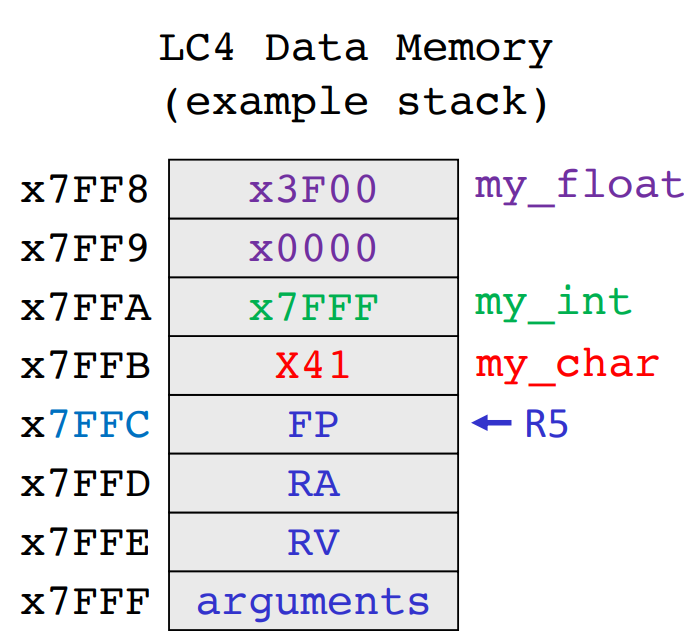 LC4 Data Memory
(example stack)
x7FF8 x3F00 my_float
x7FF9 x0000
x7FFA x7FFF my_int
x7FFB X41 my_char
x7FFC FP ← R5
x7FFD RA
x7FFE RV
x7FFF arguments